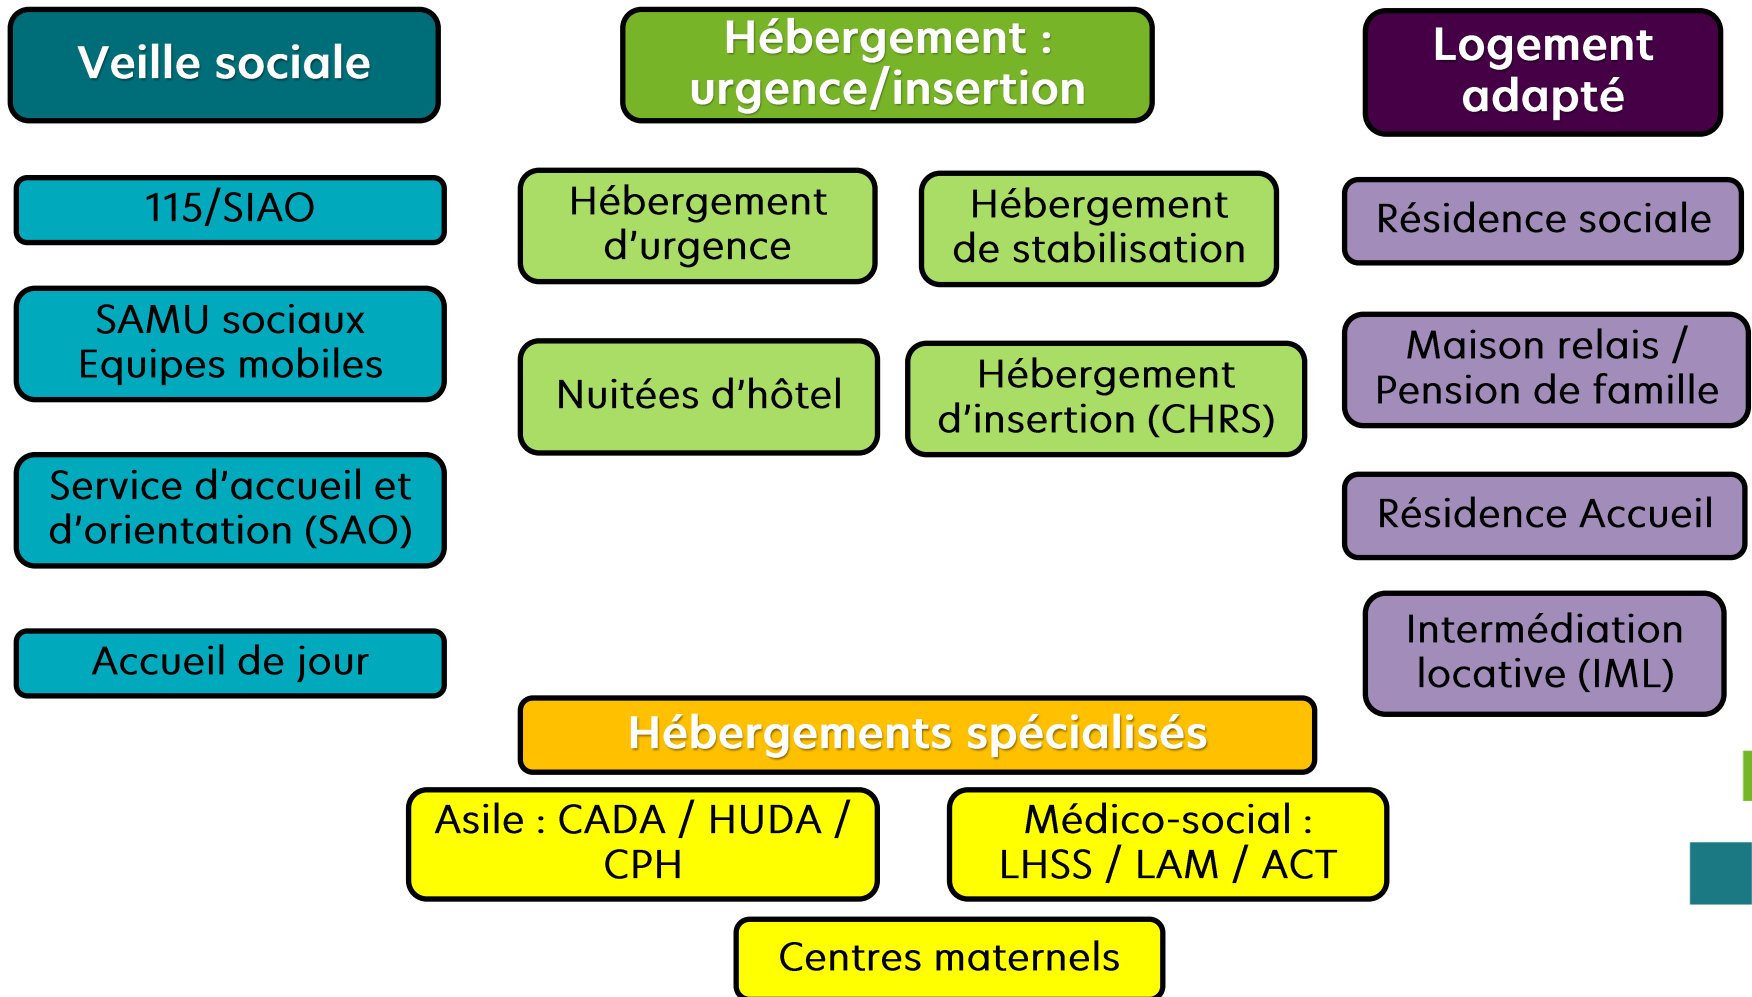 Veille sociale
115/SIAO
SAMU sociaux
Equipes mobiles
Service d'accueil et
d'orientation (SAO)
Accueil de jour
Hébergement :
urgence/insertion
Hébergement
d'urgence
Hébergement
de stabilisation
Nuitées d'hôtel
Hébergement
d'insertion (CHRS)
Logement
adapté
Résidence sociale
Maison relais /
Pension de famille
Résidence Accueil
Intermédiation
locative (IML)
Hébergements spécialisés
Asile : CADA / HUDA /
CPH
Médico-social :
LHSS / LAM / ACT
Centres maternels